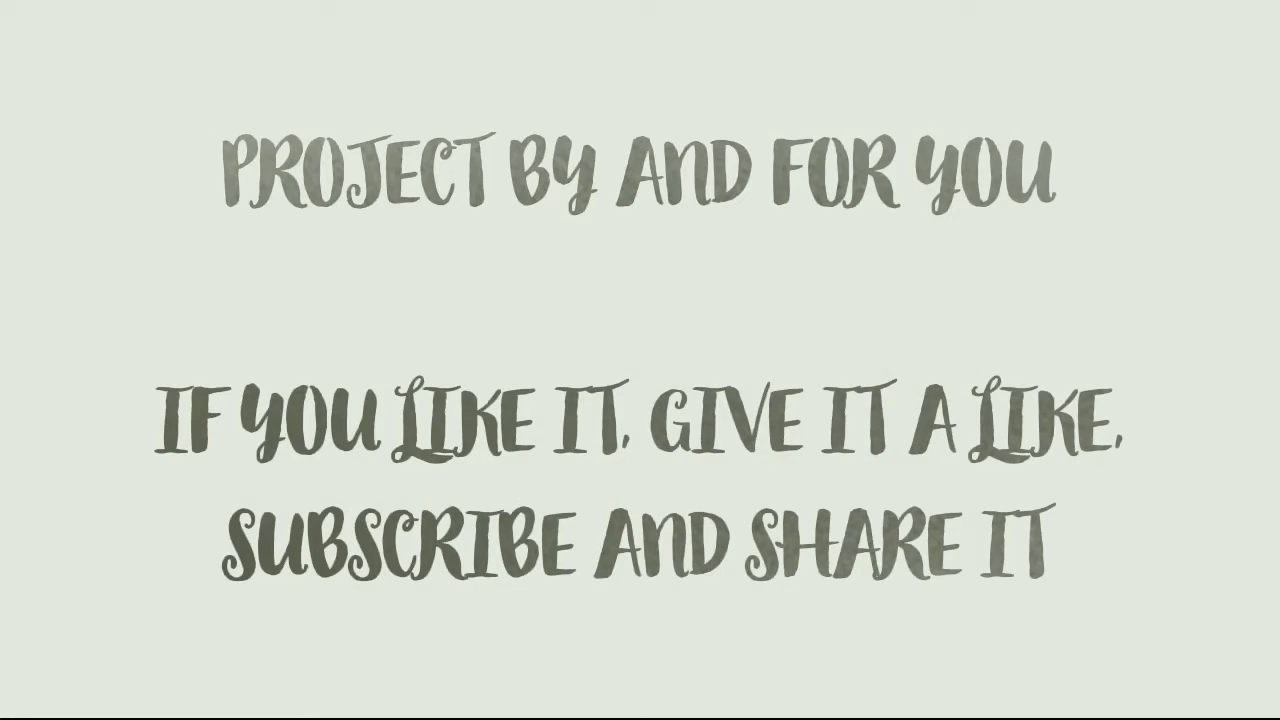 PROJECT BY AND FOR YOU
IF YOU LIKE IT, GIVE IT A LIKE,
SUBSCRIBE AND SHARE IT